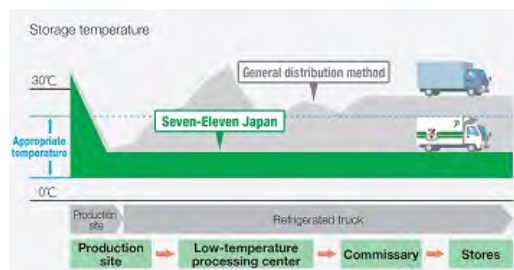 Storage temperature
30℃
General distribution method
Seven-Eleven Japan
Appropriate
temperature
7
0℃
Production
site
Refrigerated truck
Production
site
Low-temperature
processing center
Commissary
Stores